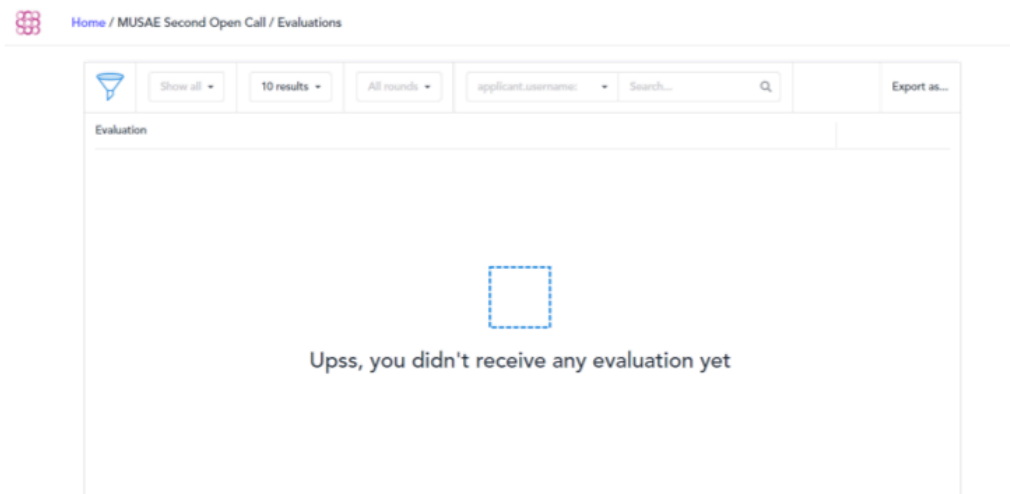 Home / MUSAE Second Open Call / Evaluations
Show all 10 results All rounds applicant.username: Search... Export as...
Evaluation
Upss, you didn't receive any evaluation yet